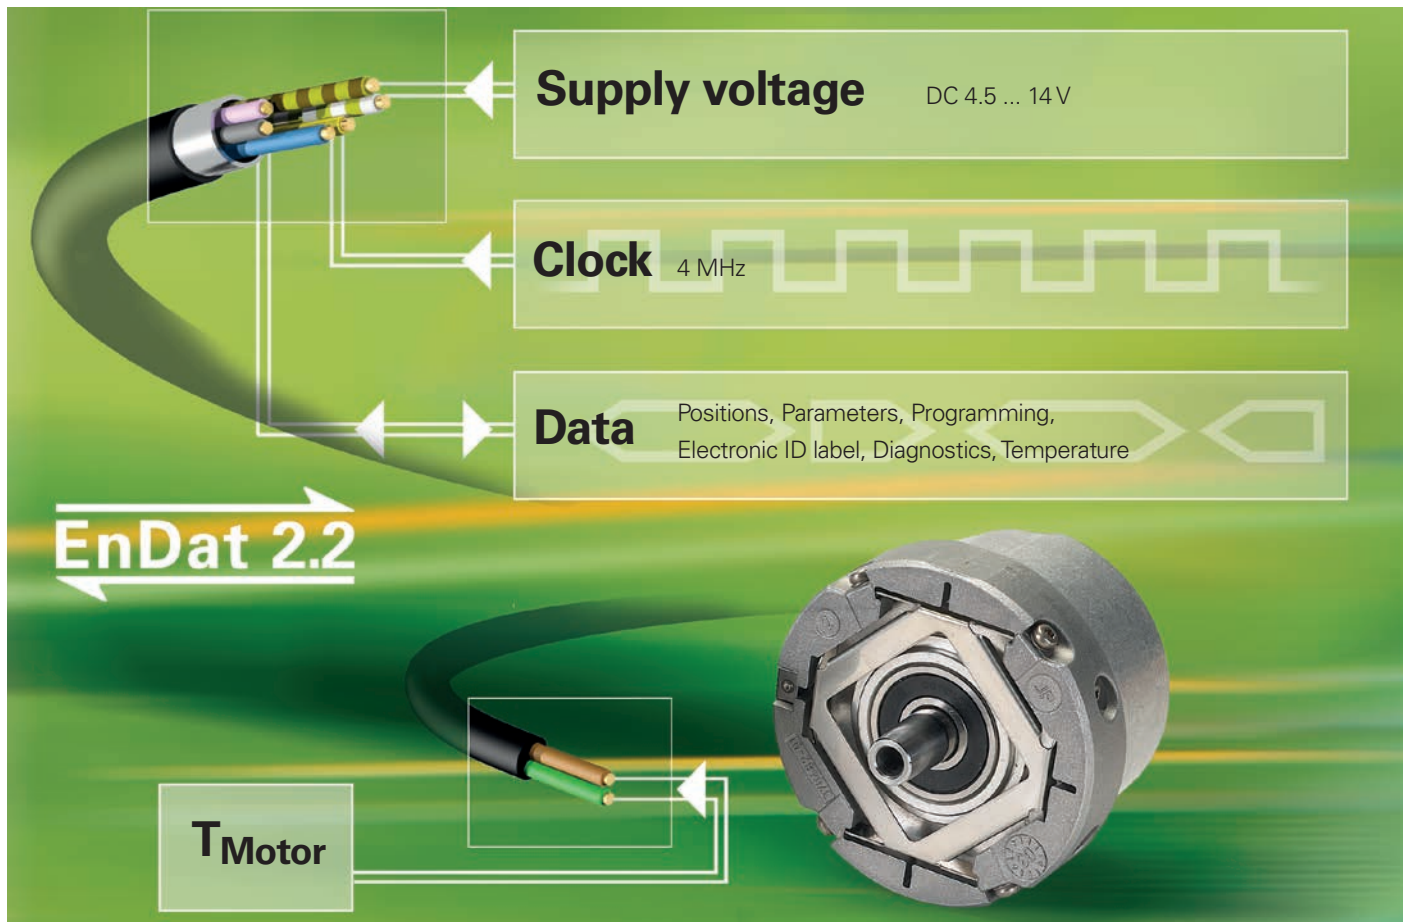 Supply voltage DC 4.5 ... 14 V
Clock 4 MHz
Data Positions, Parameters, Programming,
Electronic ID label, Diagnostics, Temperature
EnDat 2.2
TMotor